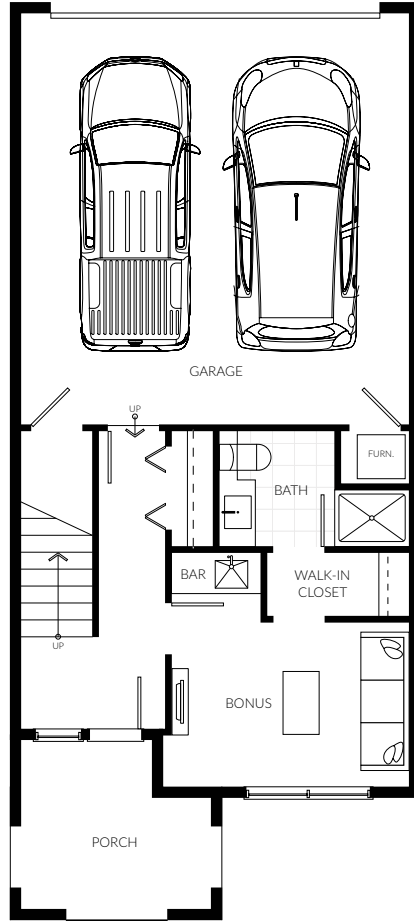 GARAGE
UP
FURN.
BATH
BAR
WALK-IN
CLOSET
UP
BONUS
PORCH